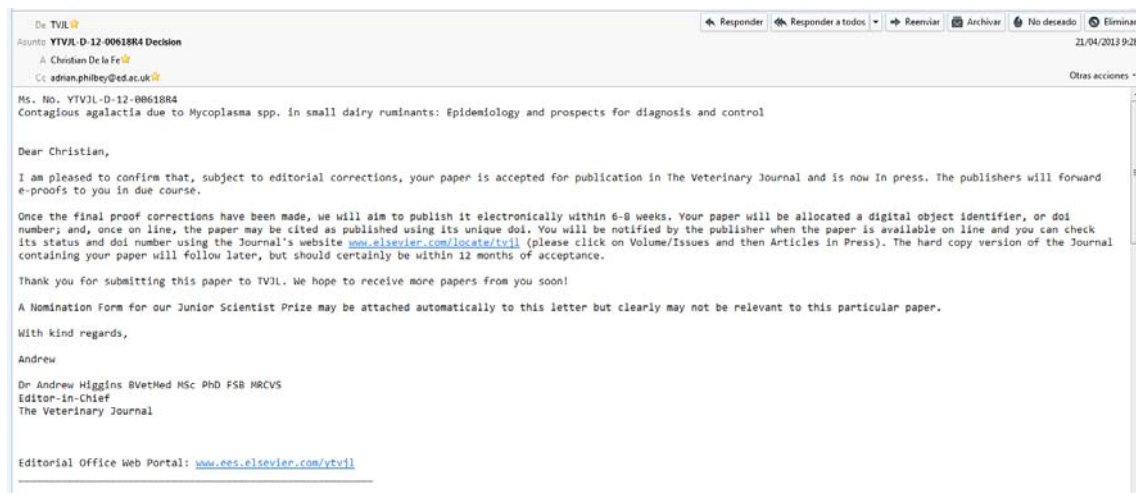 De TVJL
Responder Responder a todos Reenviar Archivar No deseado Eliminar
Asunto YTVJL-D-12-00618R4 Decision
21/04/2013 9:28
A Christian De la Fe
Cc adrian.philbey@ed.ac.uk
Otras acciones
Ms. No. YTVJL-D-12-00618R4
Contagious agalactia due to Mycoplasma spp. in small dairy ruminants: Epidemiology and prospects for diagnosis and control
Dear Christian,
I am pleased to confirm that, subject to editorial corrections, your paper is accepted for publication in The Veterinary Journal and is now In press. The publishers will forward
e-proofs to you in due course.
Once the final proof corrections have been made, we will aim to publish it electronically within 6-8 weeks. Your paper will be allocated a digital object identifier, or doi
number; and, once on line, the paper may be cited as published using its unique doi. You will be notified by the publisher when the paper is available on line and you can check
its status and doi number using the Journal's website www.elsevier.com/locate/tvjl (please click on Volume/Issues and then Articles in Press). The hard copy version of the Journal
containing your paper will follow later, but should certainly be within 12 months of acceptance.
Thank you for submitting this paper to TVJL. We hope to receive more papers from you soon!
A Nomination Form for our Junior Scientist Prize may be attached automatically to this letter but clearly may not be relevant to this particular paper.
With kind regards,
Andrew
Dr Andrew Higgins BVetMed MSc PhD FSB MRCVS
Editor-in-Chief
The Veterinary Journal
Editorial Office Web Portal: www.ees.elsevier.com/ytvjl